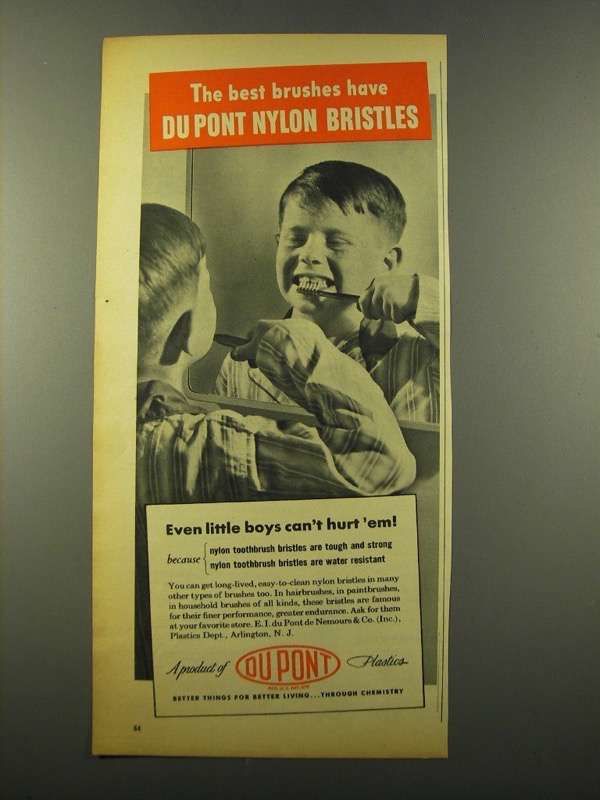 The best brushes have
DU PONT NYLON BRISTLES
Even little boys can't hurt 'em!
because { nylon toothbrush bristles are tough and strong
nylon toothbrush bristles are water resistant
You can get long-lived, easy-to-clean nylon bristles in many
other types of brushes too. In hairbrushes, in paintbrushes,
in household brushes of all kinds, these bristles are famous
for their finer performance, greater endurance. Ask for them
at your favorite store. E. I. du Pont de Nemours & Co. (Inc.),
Plastics Dept., Arlington, N. J.
A product of DU PONT Plastics
REG. U. S. PAT. OFF.
BETTER THINGS FOR BETTER LIVING...THROUGH CHEMISTRY
64